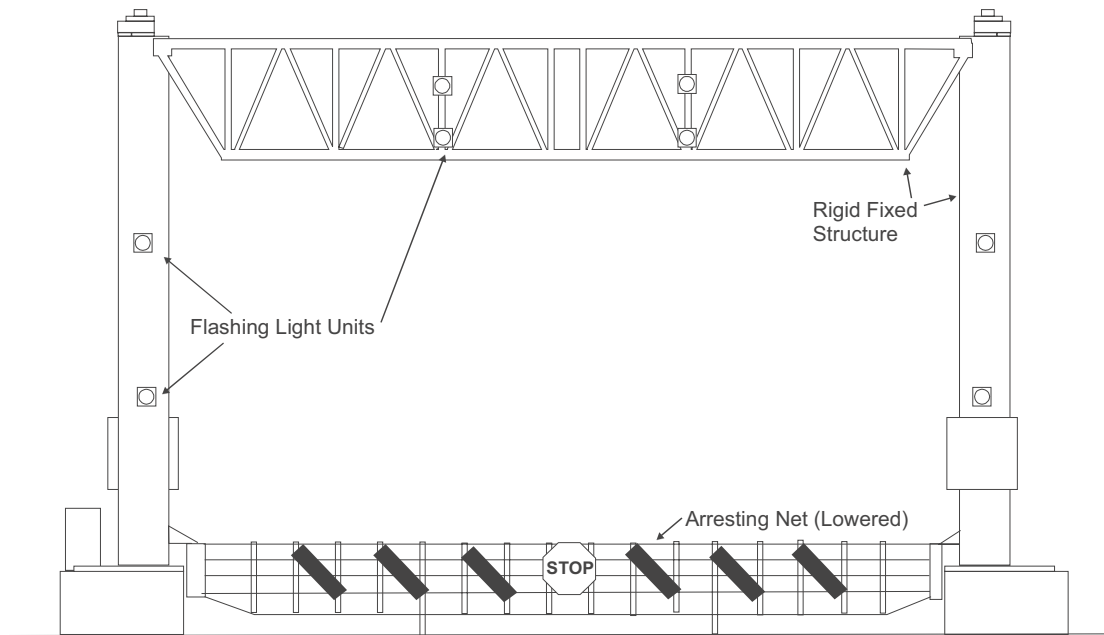 Rigid Fixed
Structure
Flashing Light Units
Arresting Net (Lowered)
STOP